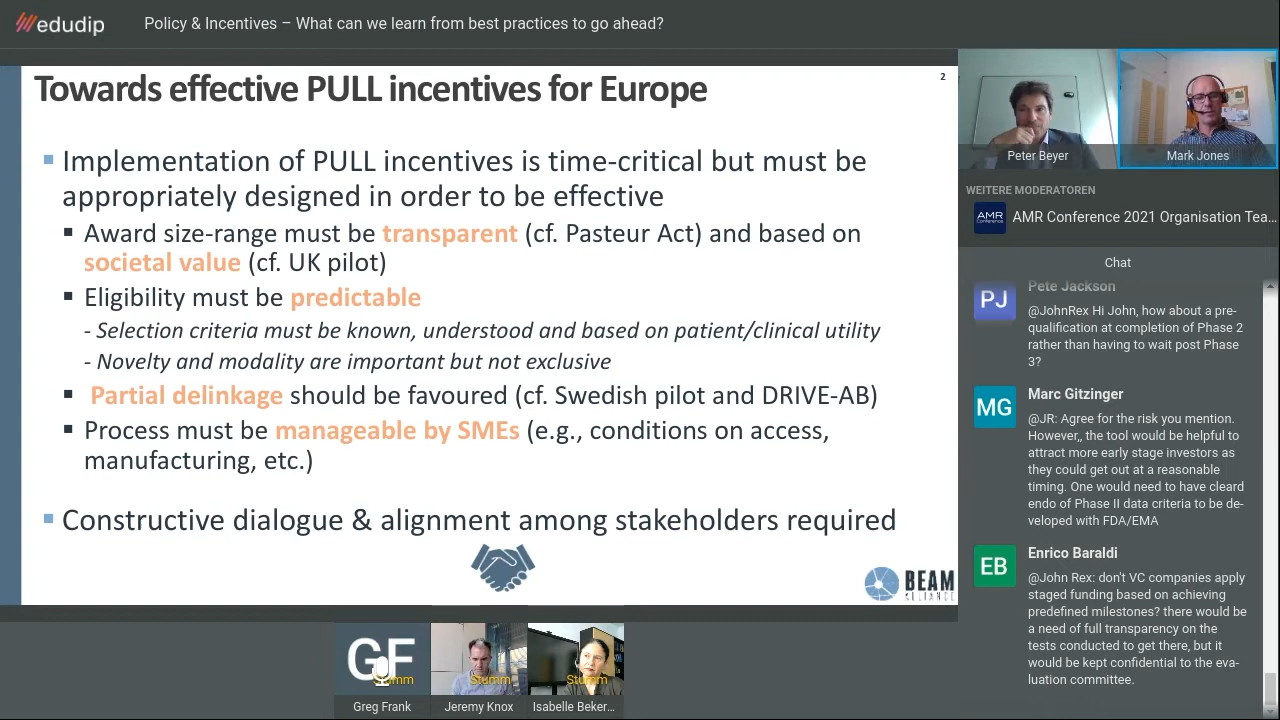 edudip
Policy & Incentives – What can we learn from best practices to go ahead?
Towards effective PULL incentives for Europe
2
Implementation of PULL incentives is time-critical but must be
appropriately designed in order to be effective
Award size-range must be transparent (cf. Pasteur Act) and based on
societal value (cf. UK pilot)
Eligibility must be predictable
- Selection criteria must be known, understood and based on patient/clinical utility
- Novelty and modality are important but not exclusive
Partial delinkage should be favoured (cf. Swedish pilot and DRIVE-AB)
Process must be manageable by SMEs (e.g., conditions on access,
manufacturing, etc.)
Constructive dialogue & alignment among stakeholders required
BEAM
ALLIANCE
Peter Beyer
Mark Jones
WEITERE MODERATOREN
AMR
Conference
AMR Conference 2021 Organisation Tea...
Chat
PJ
Pete Jackson
@JohnRex Hi John, how about a pre-
qualification at completion of Phase 2
rather than having to wait post Phase
3?
MG
Marc Gitzinger
@JR: Agree for the risk you mention.
However,, the tool would be helpful to
attract more early stage investors as
they could get out at a reasonable
timing. One would need to have cleard
endo of Phase II data criteria to be de-
veloped with FDA/EMA
EB
Enrico Baraldi
@John Rex: don't VC companies apply
staged funding based on achieving
predefined milestones? there would be
a need of full transparency on the
tests conducted to get there, but it
would be kept confidential to the eva-
luation committee.
GF
Stumm
Stumm
Stumm
Greg Frank
Jeremy Knox
Isabelle Beker...